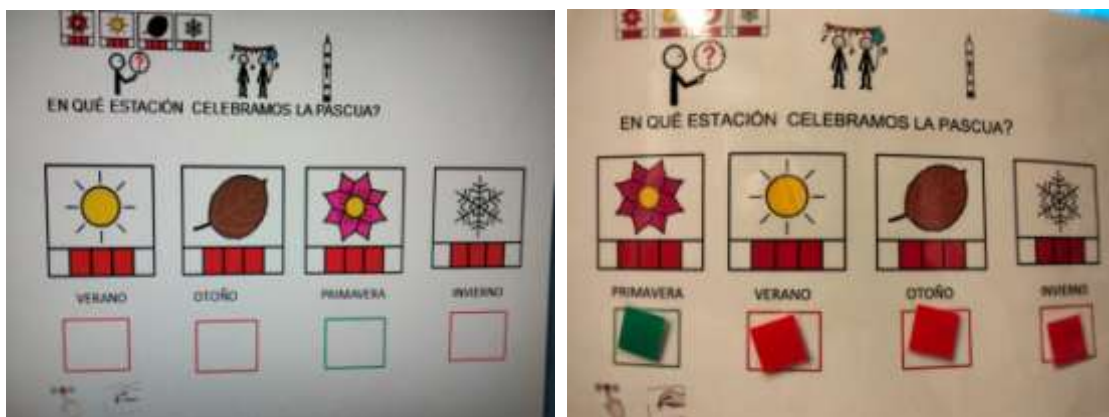 EN QUÉ ESTACIÓN CELEBRAMOS LA PASCUA?
VERANO OTOÑO PRIMAVERA INVIERNO
EN QUÉ ESTACIÓN CELEBRAMOS LA PASCUA?
PRIMAVERA VERANO OTOÑO INVIERNO